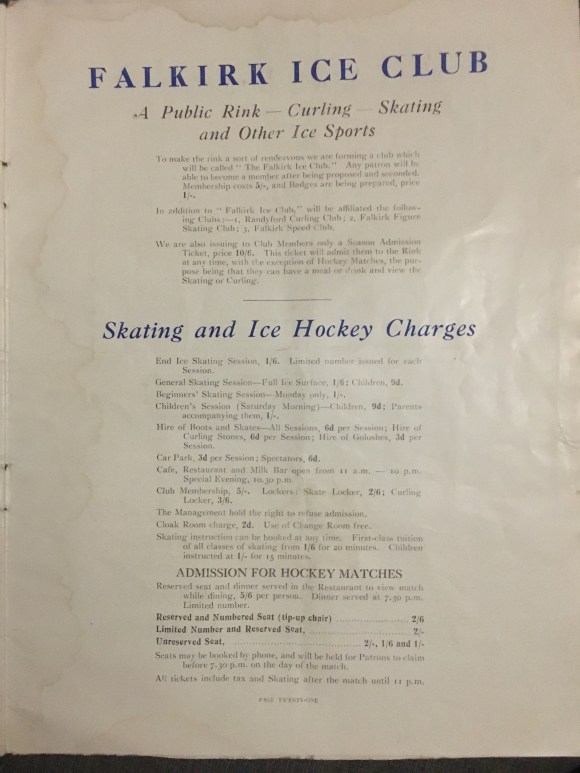 FALKIRK ICE CLUB
A Public Rink — Curling — Skating
and Other Ice Sports
To make the rink a sort of rendezvous we are forming a club which
will be called "The Falkirk Ice Club." Any patron will be
able to become a member after being proposed and seconded.
Membership costs 5/-, and Badges are being prepared, price
1/-.
In addition to "Falkirk Ice Club," will be affiliated the follow-
ing Clubs:—1, Randyford Curling Club; 2, Falkirk Figure
Skating Club; 3, Falkirk Speed Club.
We are also issuing to Club Members only a Season Admission
Ticket, price 10/6. This ticket will admit them to the Rink
at any time, with the exception of Hockey Matches, the pur-
pose being that they can have a meal or drink and view the
Skating or Curling.
Skating and Ice Hockey Charges
End Ice Skating Session, 1/6. Limited number issued for each
Session.
General Skating Session—Full Ice Surface, 1/6; Children, 9d.
Beginners' Skating Session—Monday only, 1/-.
Children's Session (Saturday Morning)—Children, 9d; Parents
accompanying them, 1/-.
Hire of Boots and Skates—All Sessions, 6d per Session; Hire of
Curling Stones, 6d per Session; Hire of Goloshes, 3d per
Session.
Car Park, 3d per Session; Spectators, 6d.
Cafe, Restaurant and Milk Bar open from 11 a.m. — 10 p.m.
Special Evening, 10.30 p.m.
Club Membership, 5/-. Lockers: Skate Locker, 2/6; Curling
Locker, 3/6.
The Management hold the right to refuse admission.
Cloak Room charge, 2d. Use of Change Room free.
Skating instruction can be booked at any time. First-class tuition
of all classes of skating from 1/6 for 20 minutes. Children
instructed at 1/- for 15 minutes.
ADMISSION FOR HOCKEY MATCHES
Reserved seat and dinner served in the Restaurant to view match
while dining, 5/6 per person. Dinner served at 7.30 p.m.
Limited number.
Reserved and Numbered Seat (tip-up chair) .......... 2/6
Limited Number and Reserved Seat, .......... 2/-
Unreserved Seat, .......... 2/-, 1/6 and 1/-
Seats may be booked by phone, and will be held for Patrons to claim
before 7.30 p.m. on the day of the match.
All tickets include tax and Skating after the match until 11 p.m.
PAGE TWENTY-ONE